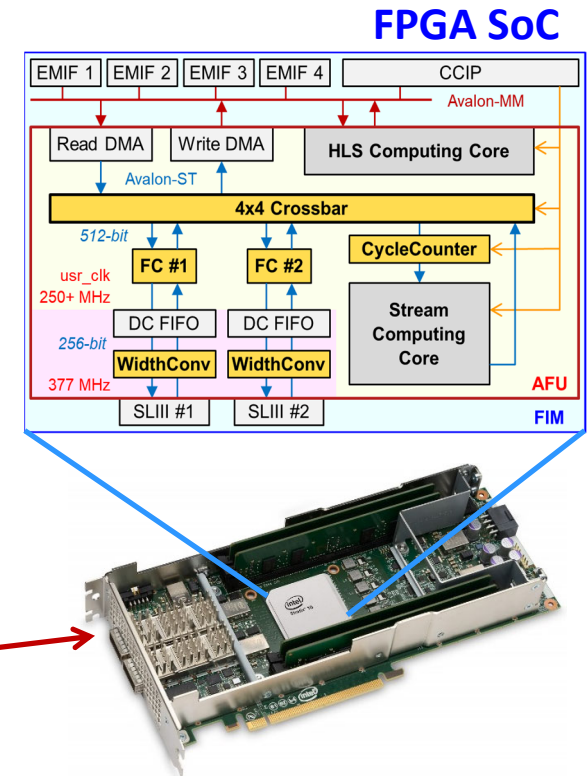 FPGA SoC
EMIF 1 EMIF 2 EMIF 3 EMIF 4 CCIP
Avalon-MM
Read DMA Write DMA HLS Computing Core
Avalon-ST
4x4 Crossbar
512-bit
FC #1 FC #2 CycleCounter
usr_clk
250+ MHz
DC FIFO DC FIFO
Stream
Computing
Core
256-bit
WidthConv WidthConv
377 MHz
AFU
SLIII #1 SLIII #2
FIM
intel
Stratix 10
intel